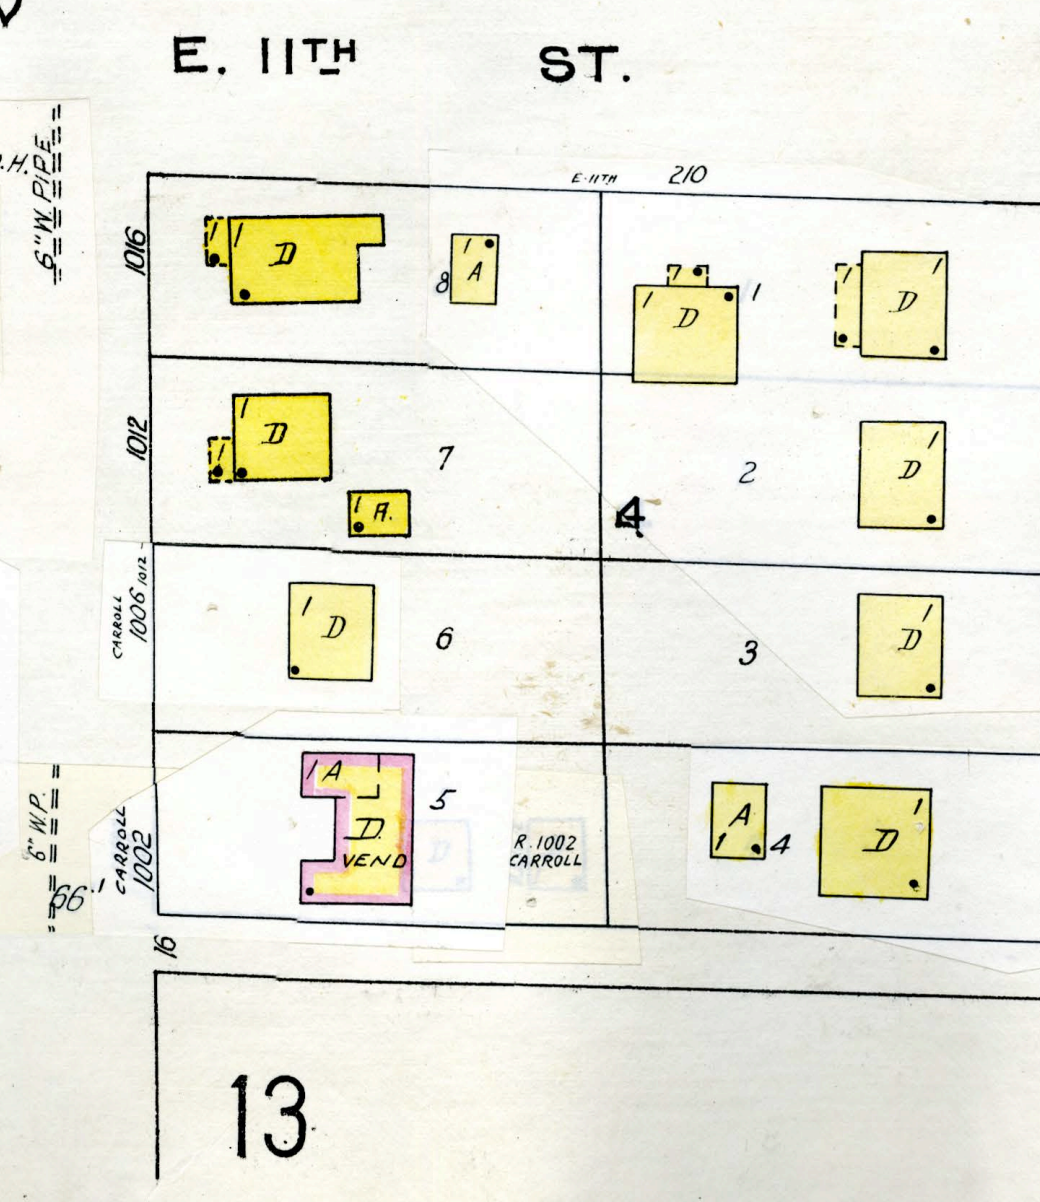 E. 11TH ST.
.H.
6" W. PIPE
E-11TH 210
1016
1 1 D
8 1 A
1 1 D 1
1 1 D
1012
1 1 D
1 A.
7
2
1 D
4
CARROLL
1006 1012-
1 D
6
3
1 D
6" W.P.
66'
CARROLL
1002
1 A
D.
VEND
5
D
R.1002
CARROLL
A
1
4
1 D
16
13